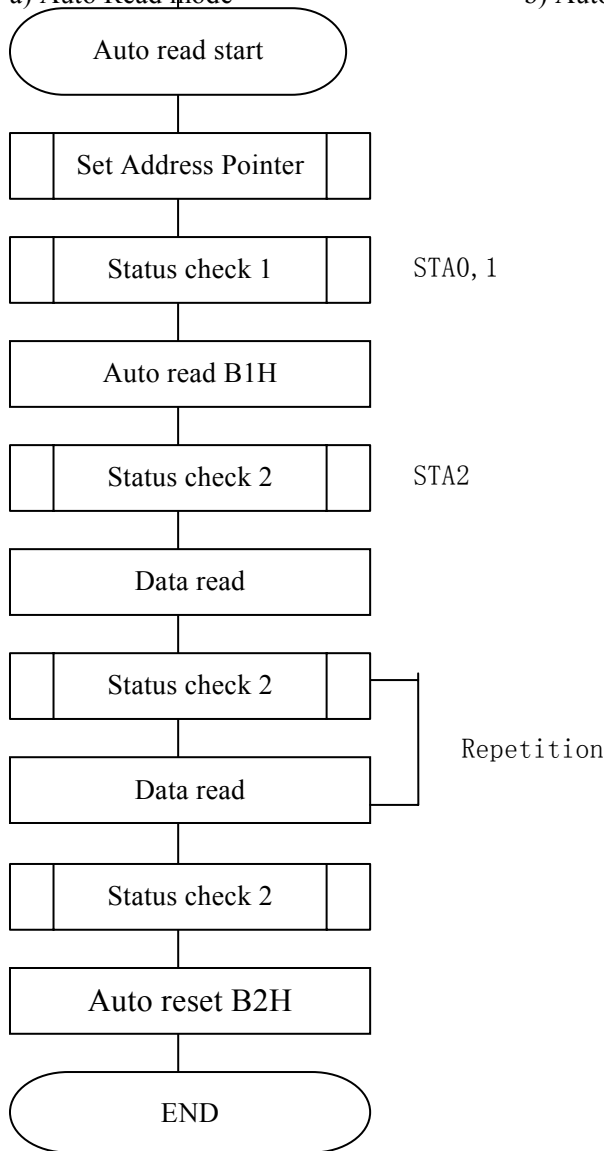 a) Auto Read mode
b) Auto
Auto read start
Set Address Pointer
Status check 1
STA0, 1
Auto read B1H
Status check 2
STA2
Data read
Status check 2
Repetition
Data read
Status check 2
Auto reset B2H
END